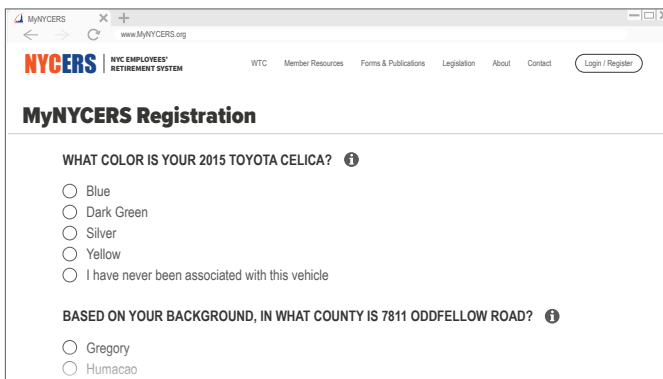 MyNYCERS
www.MyNYCERS.org
NYCERS NYC EMPLOYEES' RETIREMENT SYSTEM
WTC Member Resources Forms & Publications Legislation About Contact Login / Register
MyNYCERS Registration
WHAT COLOR IS YOUR 2015 TOYOTA CELICA?
Blue
Dark Green
Silver
Yellow
I have never been associated with this vehicle
BASED ON YOUR BACKGROUND, IN WHAT COUNTY IS 7811 ODDFELLOW ROAD?
Gregory
Humacao